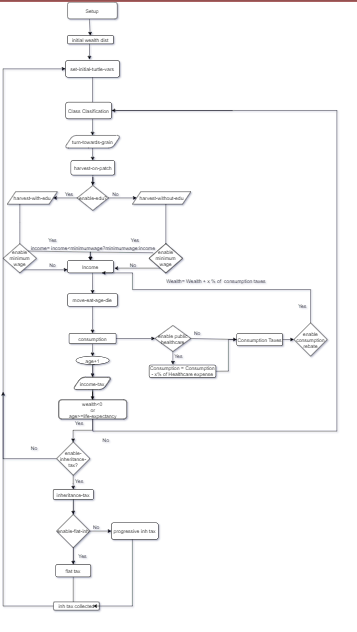 Setup
initial wealth dist
set-initial-turtle-vars
Class Clasification
turn-towards-grain
harvest-on-patch
Yes.
enable-edu?
No
harvest-with-edu
harvest-without-edu
Yes.
Yes.
income= income<minimumwage?minimumwage:income
enable
minimum
wage
enable
minimum
wage
No.
Income
No.
Wealth= Wealth + x % of consumption taxes
move-eat-age-die
Yes.
consumption
enable public
healthcare
No.
Consumption Taxes
enable
consumption
rebate
Yes.
age+1
Consumption = Consumption
- x% of Healthcare expense
income-tax
wealth<0
or
age>=life-expectancy
Yes.
No.
No.
enable-
inheritance-
tax?
Yes.
inheritance-tax
enable-flat-inh
No
progressive inh tax
Yes.
flat tax
inh tax collected